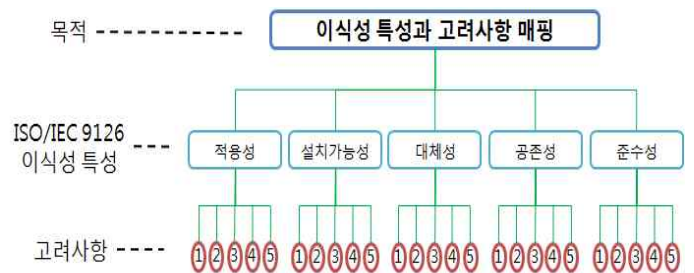 목적 이식성 특성과 고려사항 매핑
ISO/IEC 9126
이식성 특성
적용성 설치가능성 대체성 공존성 준수성
고려사항 1 2 3 4 5 1 2 3 4 5 1 2 3 4 5 1 2 3 4 5 1 2 3 4 5